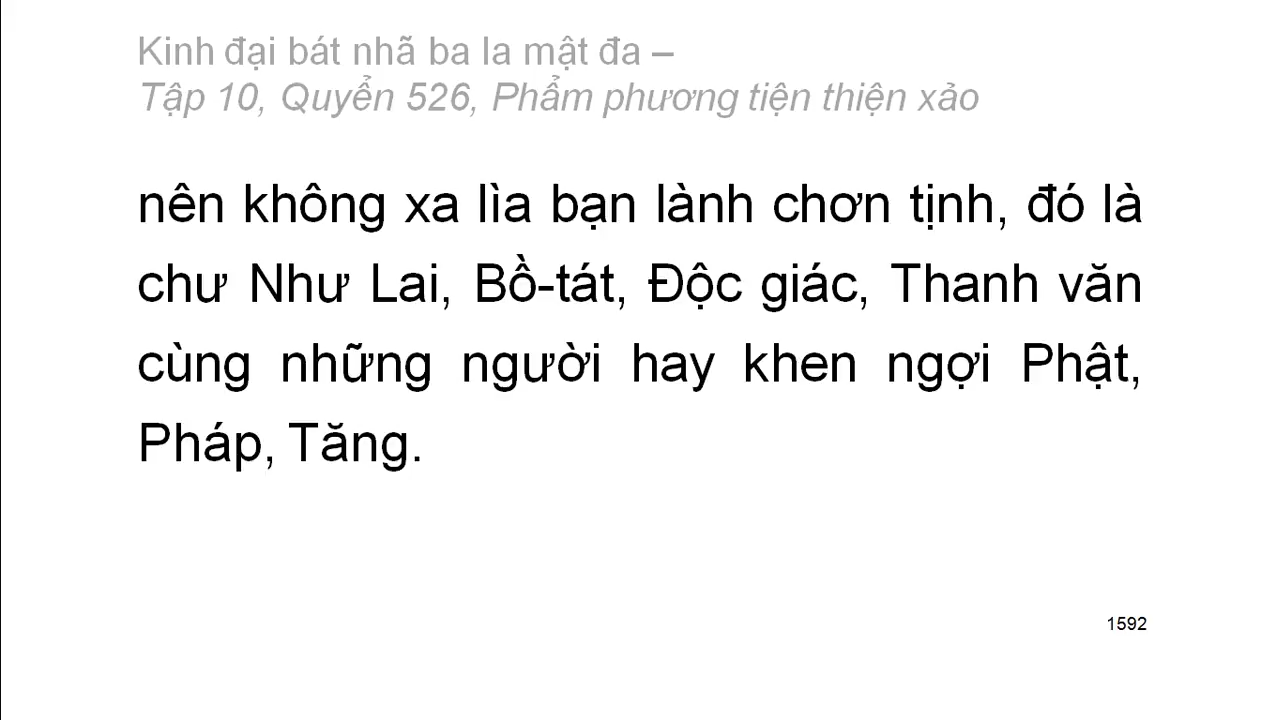 Kinh đại bát nhã ba la mật đa –
Tập 10, Quyển 526, Phẩm phương tiện thiện xảo
nên không xa lìa bạn lành chơn tịnh, đó là
chư Như Lai, Bồ-tát, Độc giác, Thanh văn
cùng những người hay khen ngợi Phật,
Pháp, Tăng.
1592